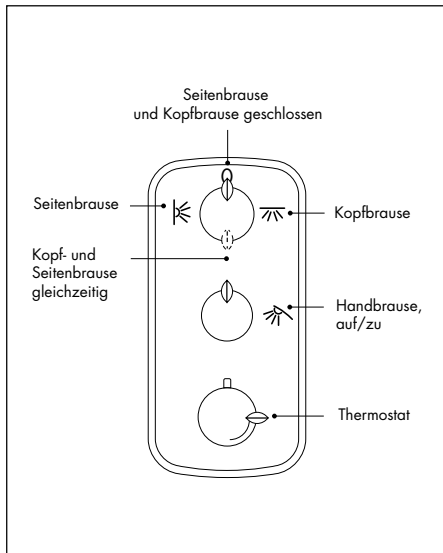 Seitenbrause
und Kopfbrause geschlossen
Seitenbrause
Kopfbrause
Kopf- und
Seitenbrause
gleichzeitig
Handbrause,
auf/zu
Thermostat